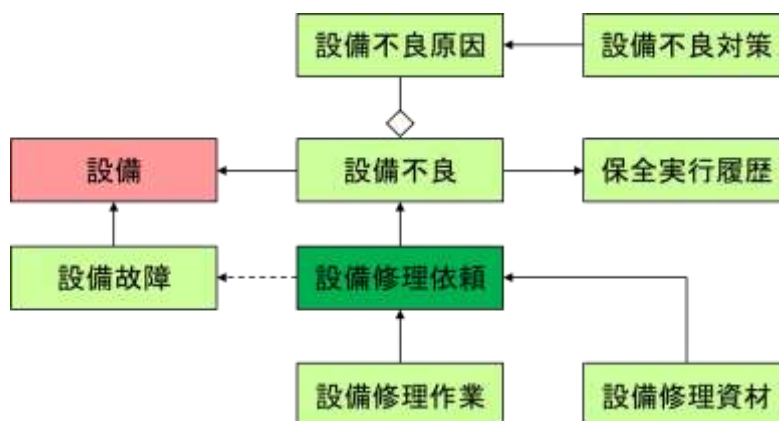 設備不良原因
設備不良対策
設備
設備不良
保全実行履歴
設備故障
設備修理依頼
設備修理作業
設備修理資材